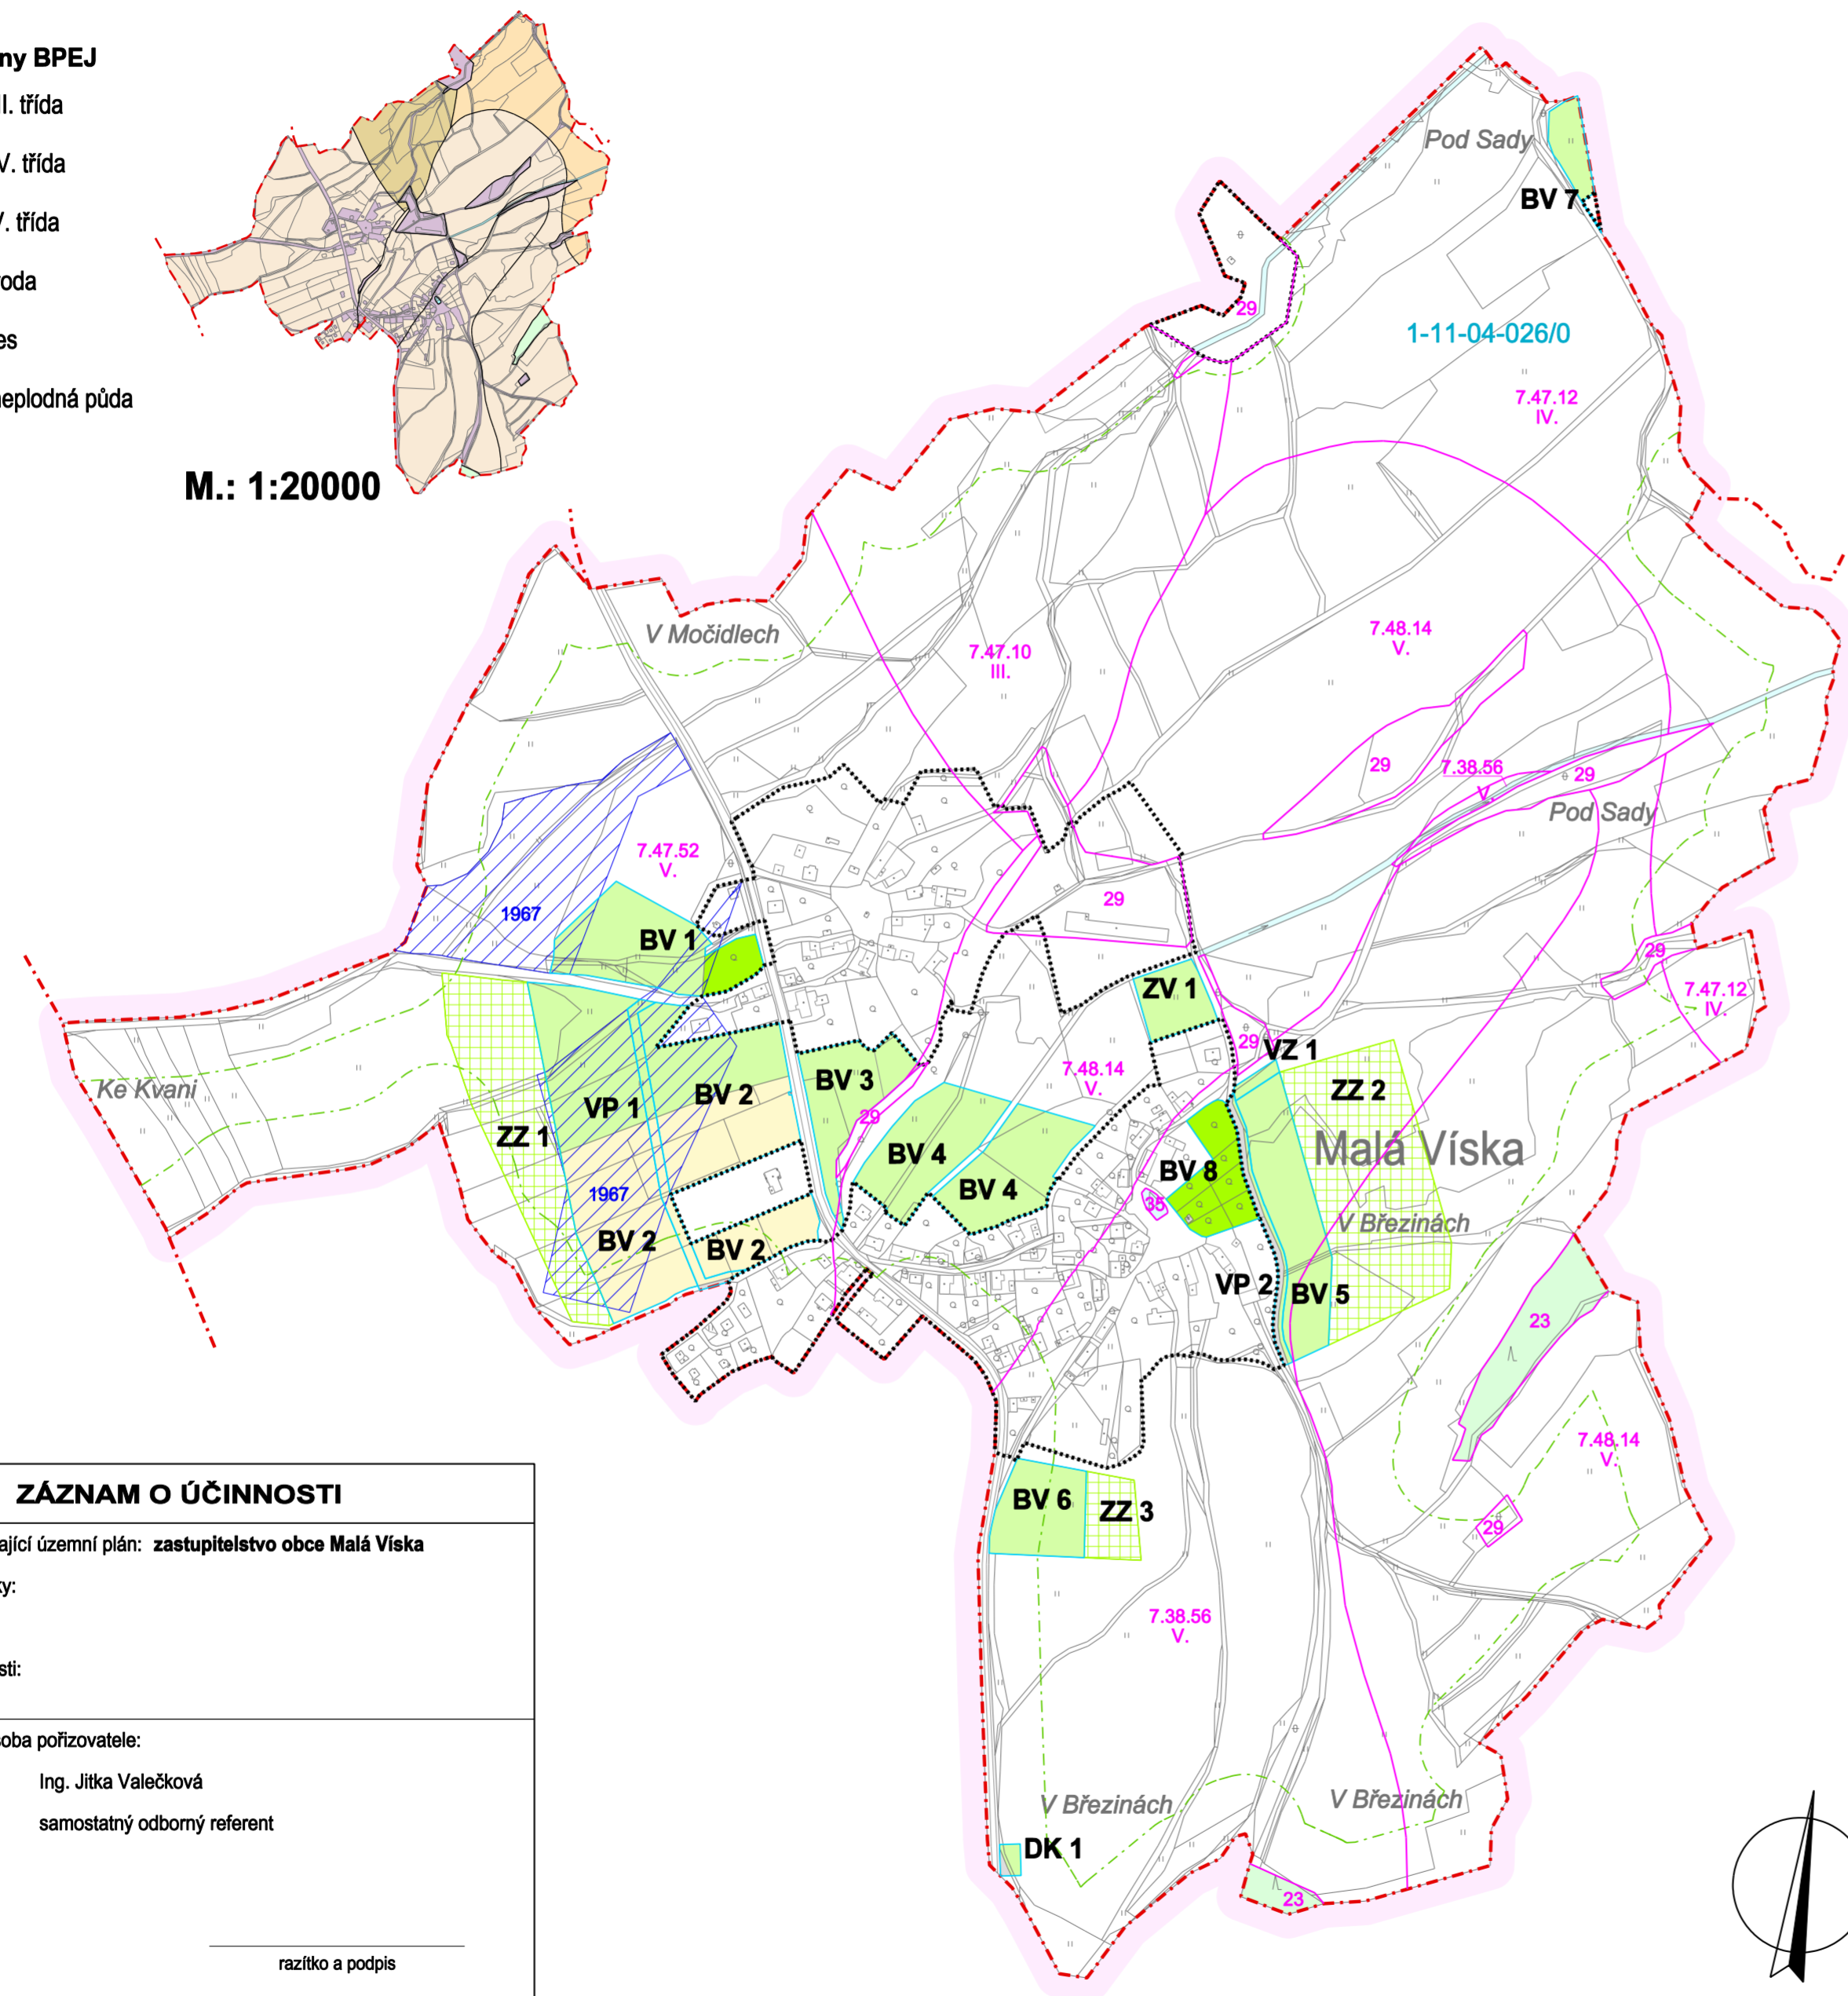 ny BPEJ
II. třída
V. třída
V. třída
oda
es
neplodná půda
M.: 1:20000
Pod Sady
BV 7
29
1-11-04-026/0
7.47.12
IV.
V Močidlech
7.47.10
III.
7.48.14
V.
29
7.38.56
V.
29
Pod Sady
7.47.52
V.
1967
BV 1
29
ZV 1
29
7.47.12
IV.
29
VZ 1
Ke Kvani
ZZ 1
VP 1
BV 2
BV 3
29
7.48.14
V.
ZZ 2
Malá Víska
BV 4
BV 4
BV 8
35
1967
BV 2
BV 2
V Březinách
VP 2
BV 5
23
7.48.14
V.
BV 6
ZZ 3
29
7.38.56
V.
V Březinách
V Březinách
DK 1
23
ZÁZNAM O ÚČINNOSTI
ající územní plán: zastupitelstvo obce Malá Víska
ky:
sti:
soba pořizovatele:
Ing. Jitka Valečková
samostatný odborný referent
razítko a podpis